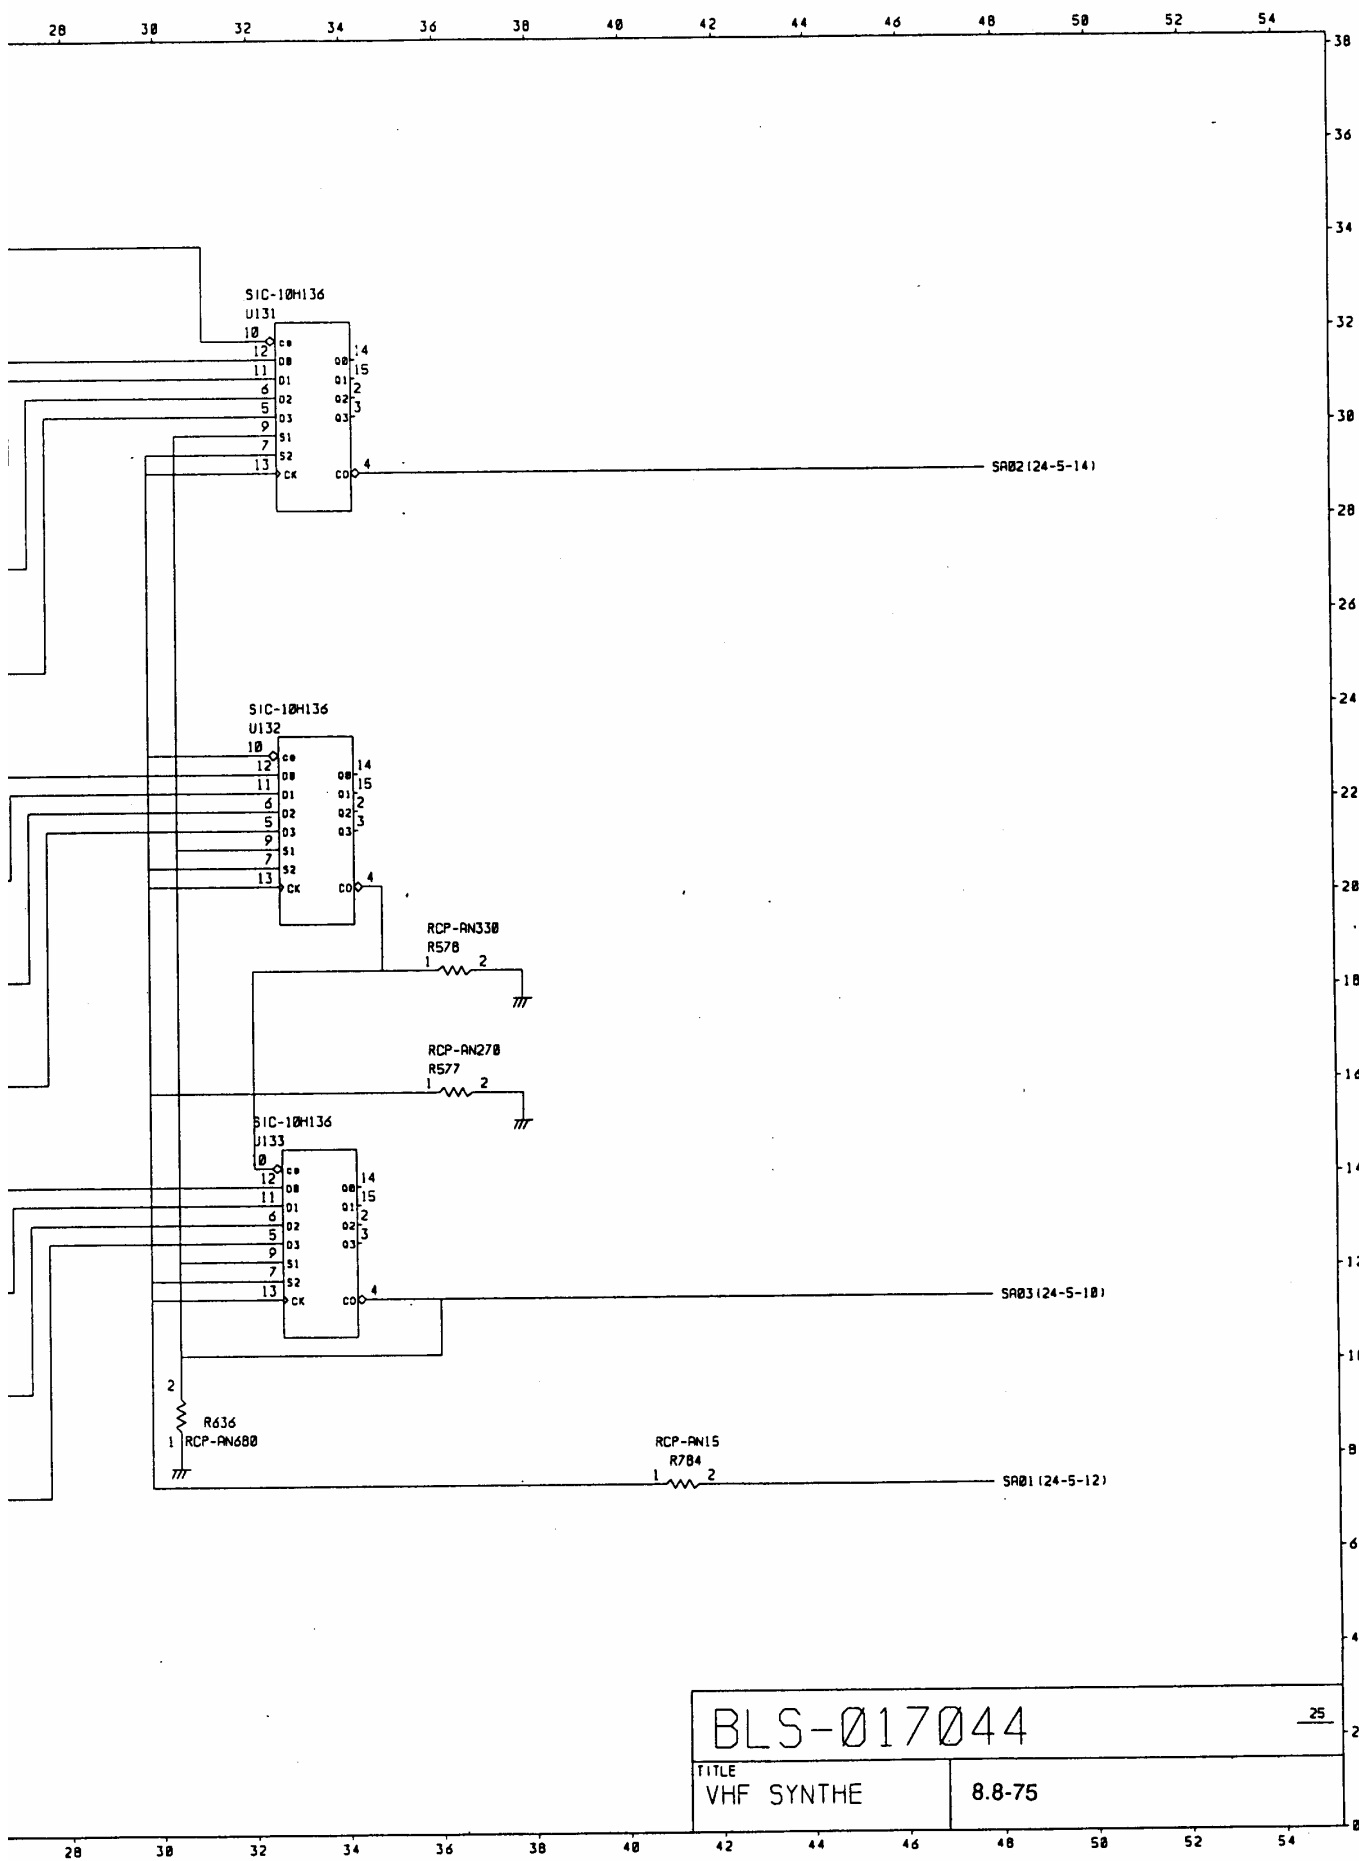 28 30 32 34 36 38 40 42 44 46 48 50 52 54
38
36
34
SIC-10H136
U131
32
10 C0
12 D0 Q0 14
11 D1 Q1 15
6 D2 Q2 2
5 D3 Q3 3
30
9 S1
7 S2
13 CK CO 4
SA02(24-5-14)
28
26
24
SIC-10H136
U132
10 C0
12 D0 Q0 14
11 D1 Q1 15
22
6 D2 Q2 2
5 D3 Q3 3
9 S1
7 S2
13 CK CO 4
20
RCP-AN330
R578
1 2
18
RCP-AN270
R577
1 2
16
SIC-10H136
U133
0 C0
14
12 D0 Q0 14
11 D1 Q1 15
6 D2 Q2 2
5 D3 Q3 3
9 S1
12
7 S2
13 CK CO 4
SA03(24-5-10)
10
2
R636
1 RCP-AN680
8
RCP-AN15
R784
1 2
SA01(24-5-12)
6
4
BLS-017044
25
2
TITLE
VHF SYNTHE
8.8-75
0
28 30 32 34 36 38 40 42 44 46 48 50 52 54